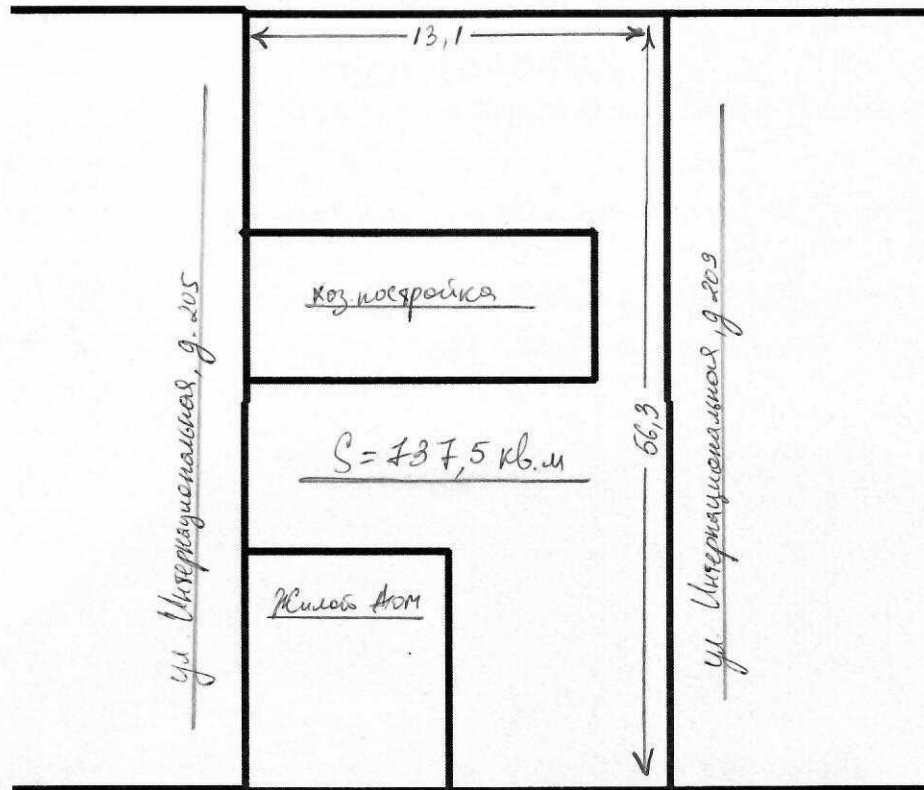 13,1
ул. Интернациональная, д. 205
хоз. постройка
56,3
ул. Интернациональная, д 209
S = 737,5 кв.м
Жилой дом